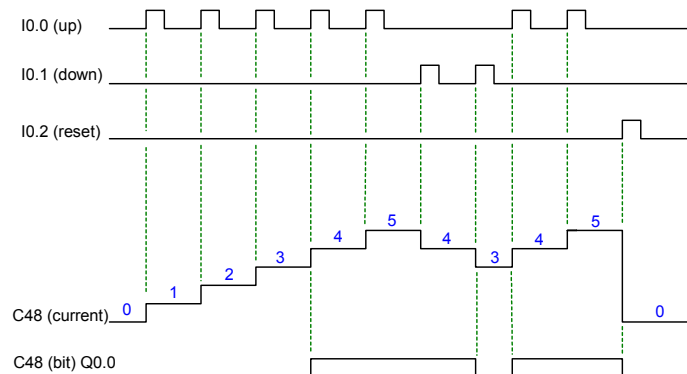 I0.0 (up)
I0.1 (down)
I0.2 (reset)
0 1 2 3 4 5 4 3 4 5 0
C48 (current)
C48 (bit) Q0.0